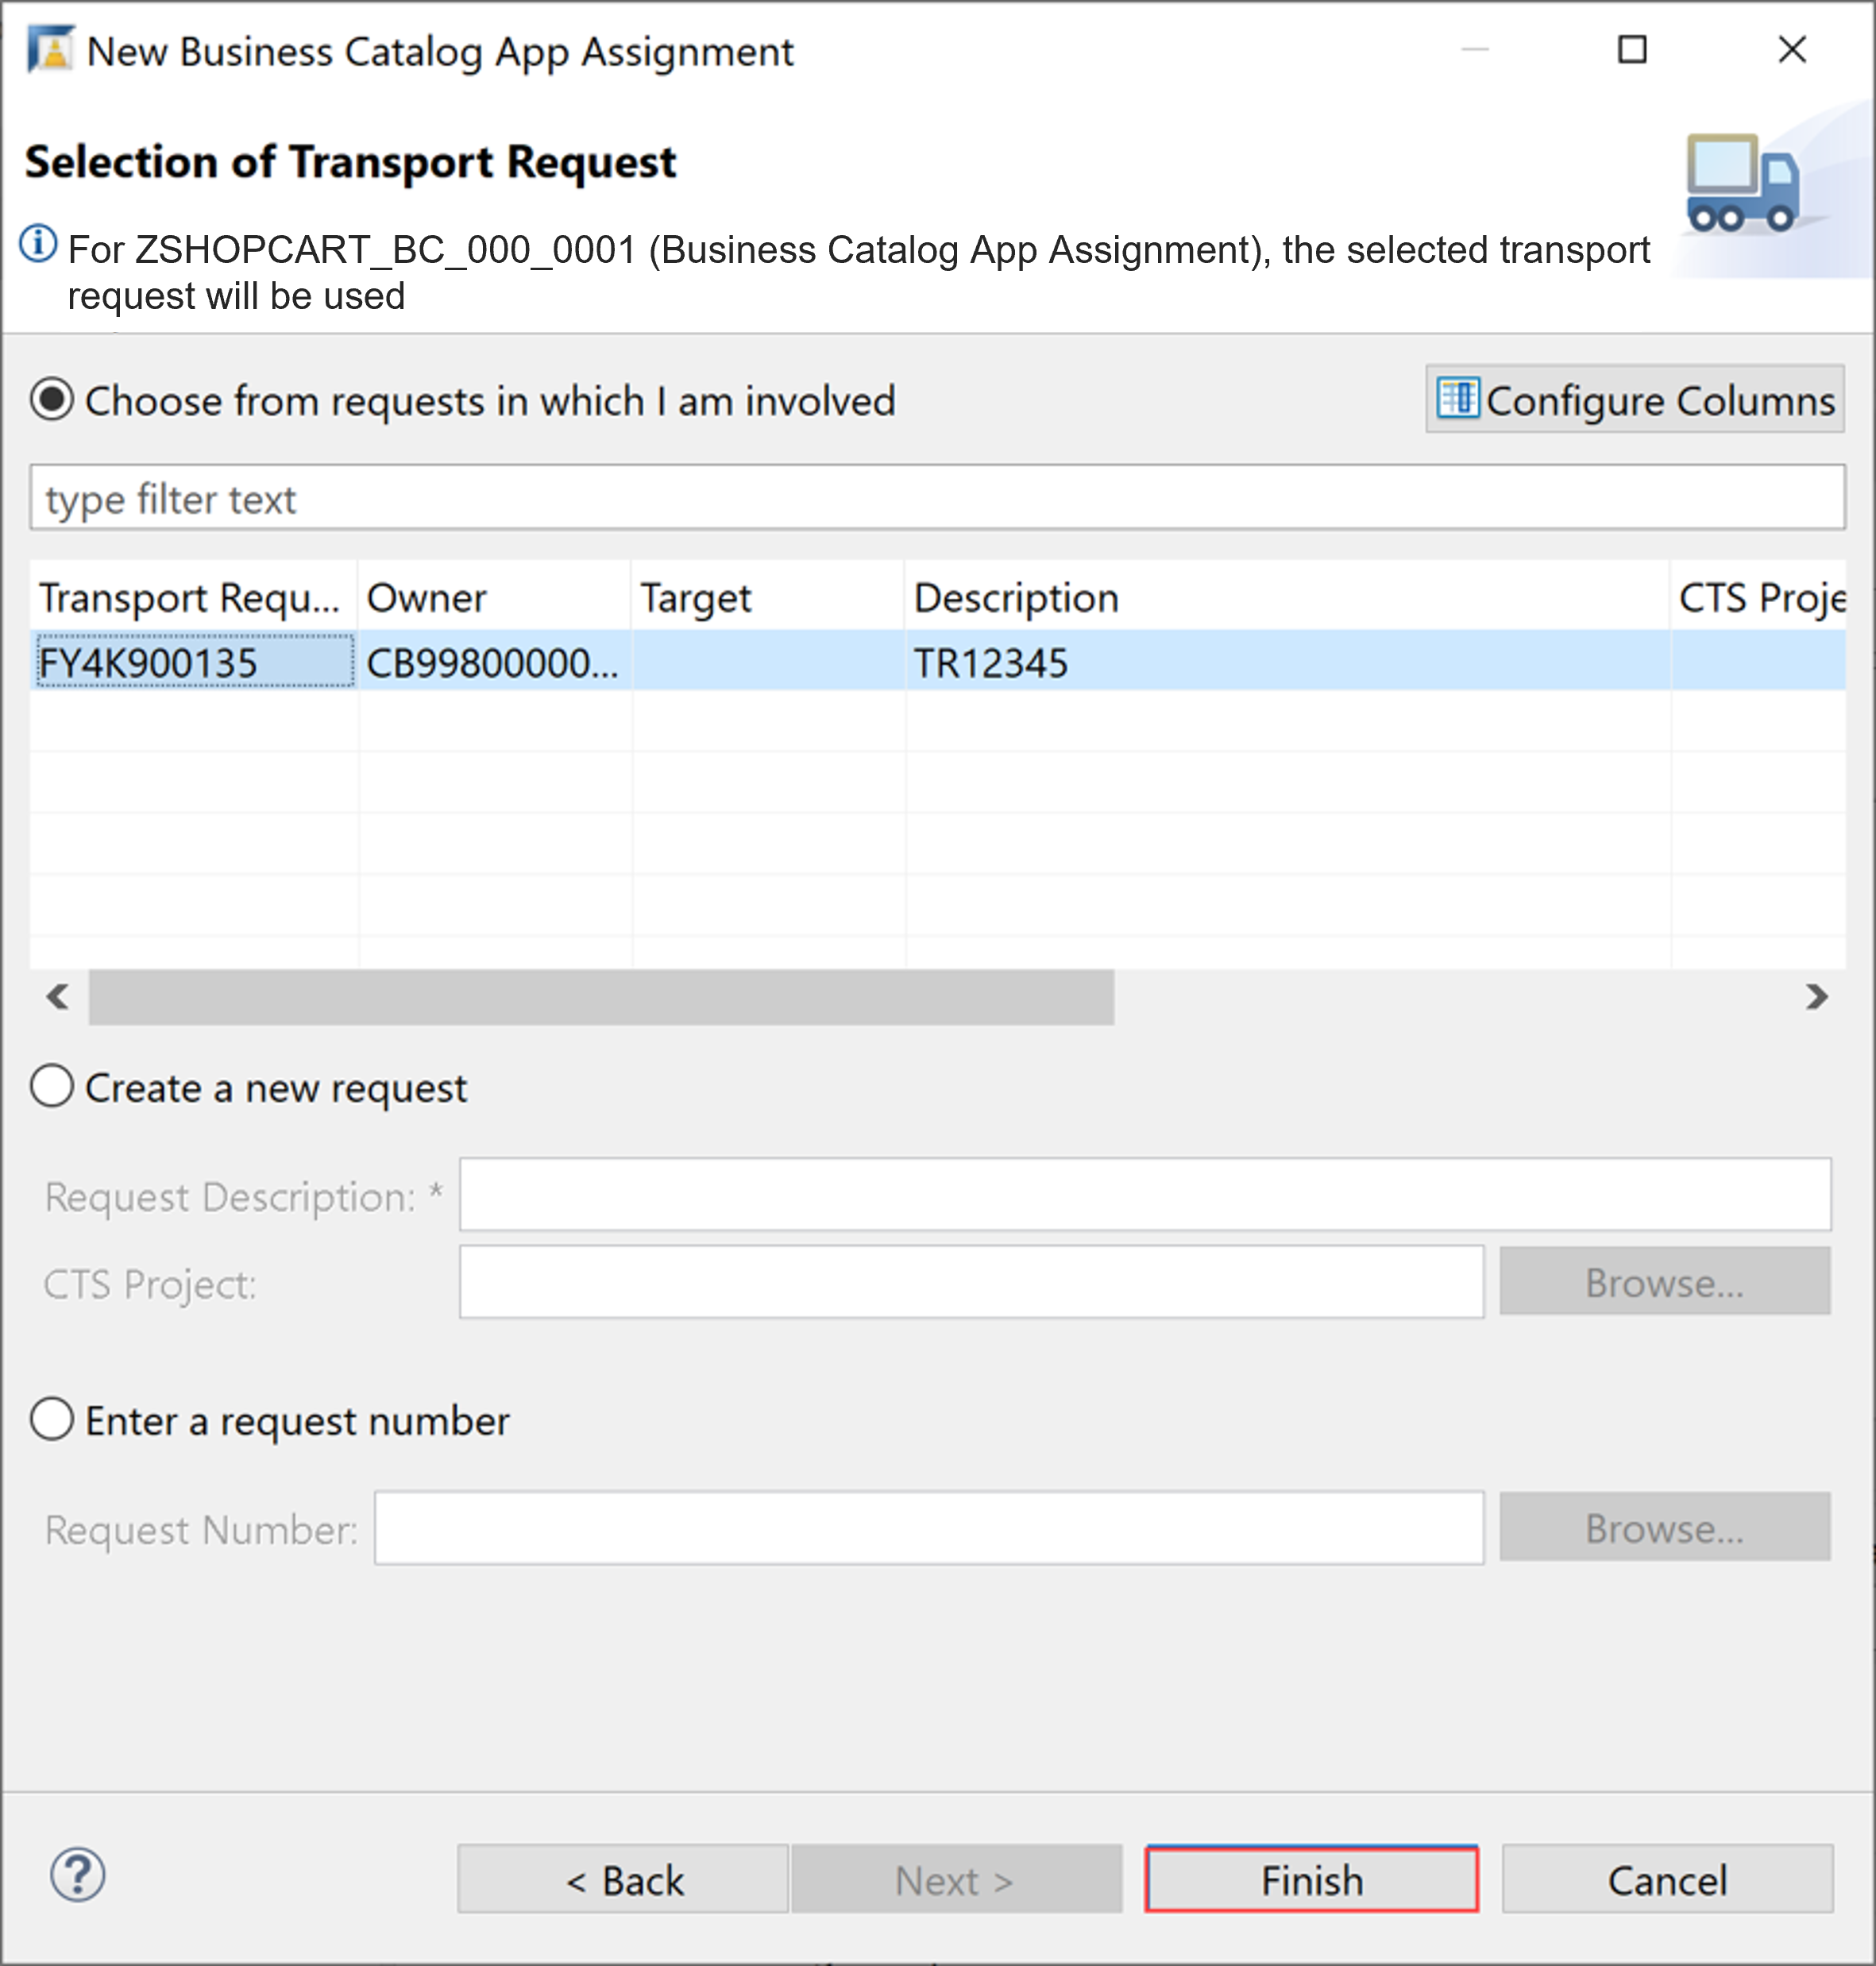 New Business Catalog App Assignment
Selection of Transport Request
For ZSHOPCART_BC_000_0001 (Business Catalog App Assignment), the selected transport
request will be used
Choose from requests in which I am involved
Configure Columns
type filter text
Transport Requ... Owner Target Description CTS Proje
FY4K900135 CB99800000... TR12345
Create a new request
Request Description: *
CTS Project: Browse...
Enter a request number
Request Number: Browse...
? < Back Next > Finish Cancel